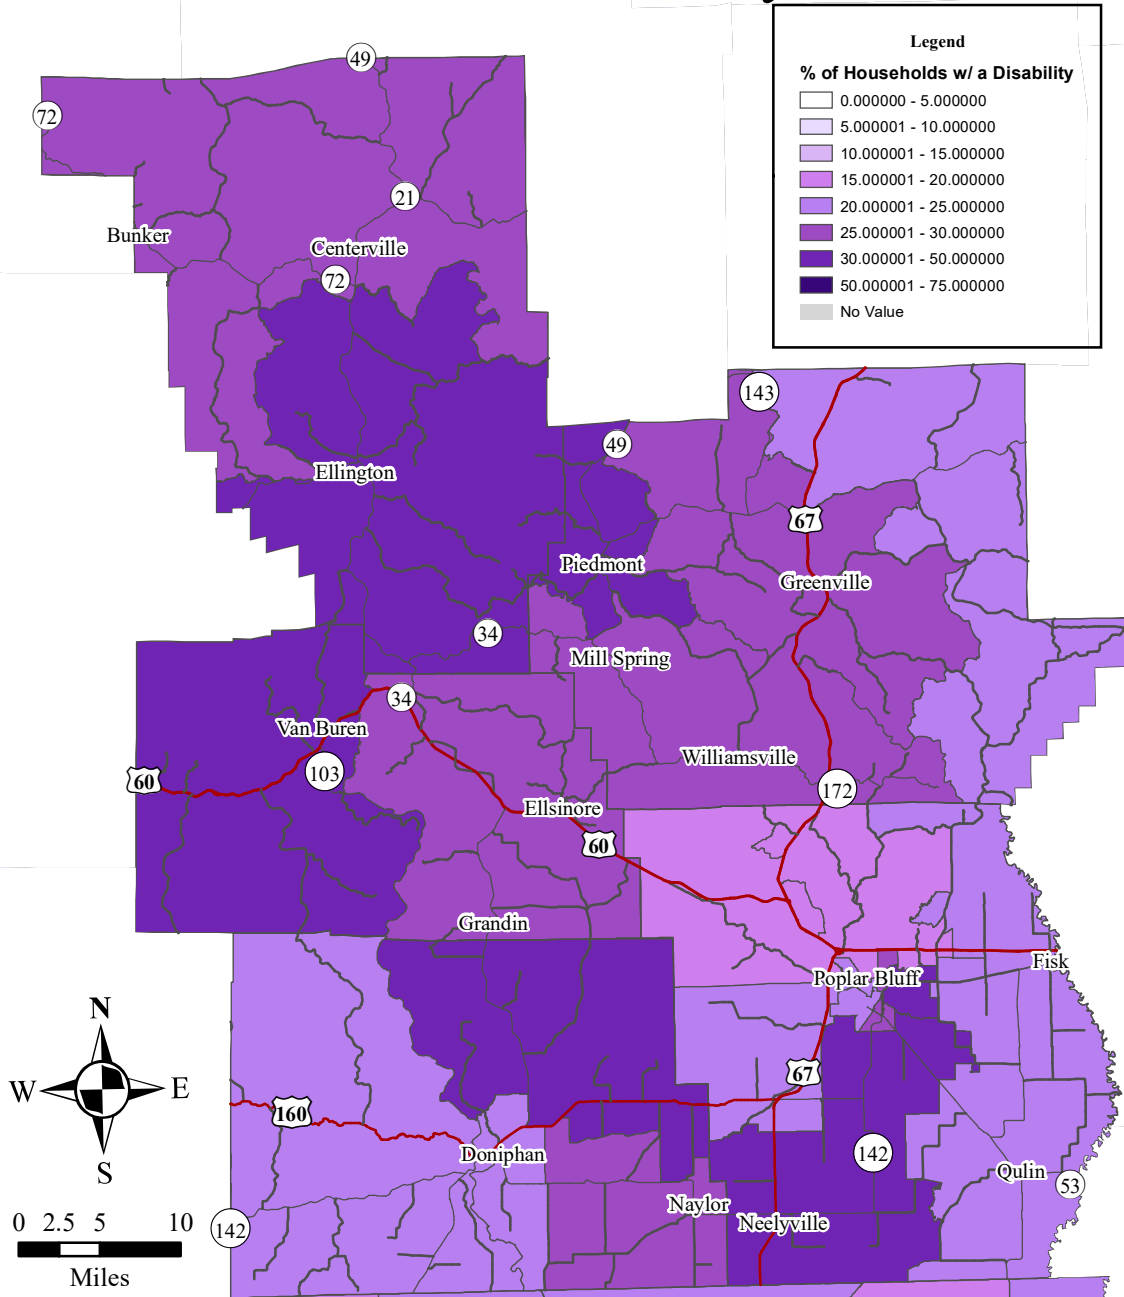 Legend
% of Households w/ a Disability
0.000000 - 5.000000
5.000001 - 10.000000
10.000001 - 15.000000
15.000001 - 20.000000
20.000001 - 25.000000
25.000001 - 30.000000
30.000001 - 50.000000
50.000001 - 75.000000
No Value
49
72
21
Bunker
Centerville
72
143
49
Ellington
67
Piedmont
Greenville
34
Mill Spring
34
Van Buren
Williamsville
103
60
172
Ellsinore
60
Grandin
Fisk
Poplar Bluff
N
W
E
S
67
160
Doniphan
142
Qulin
53
Naylor
Neelyville
142
0 2.5 5 10
Miles